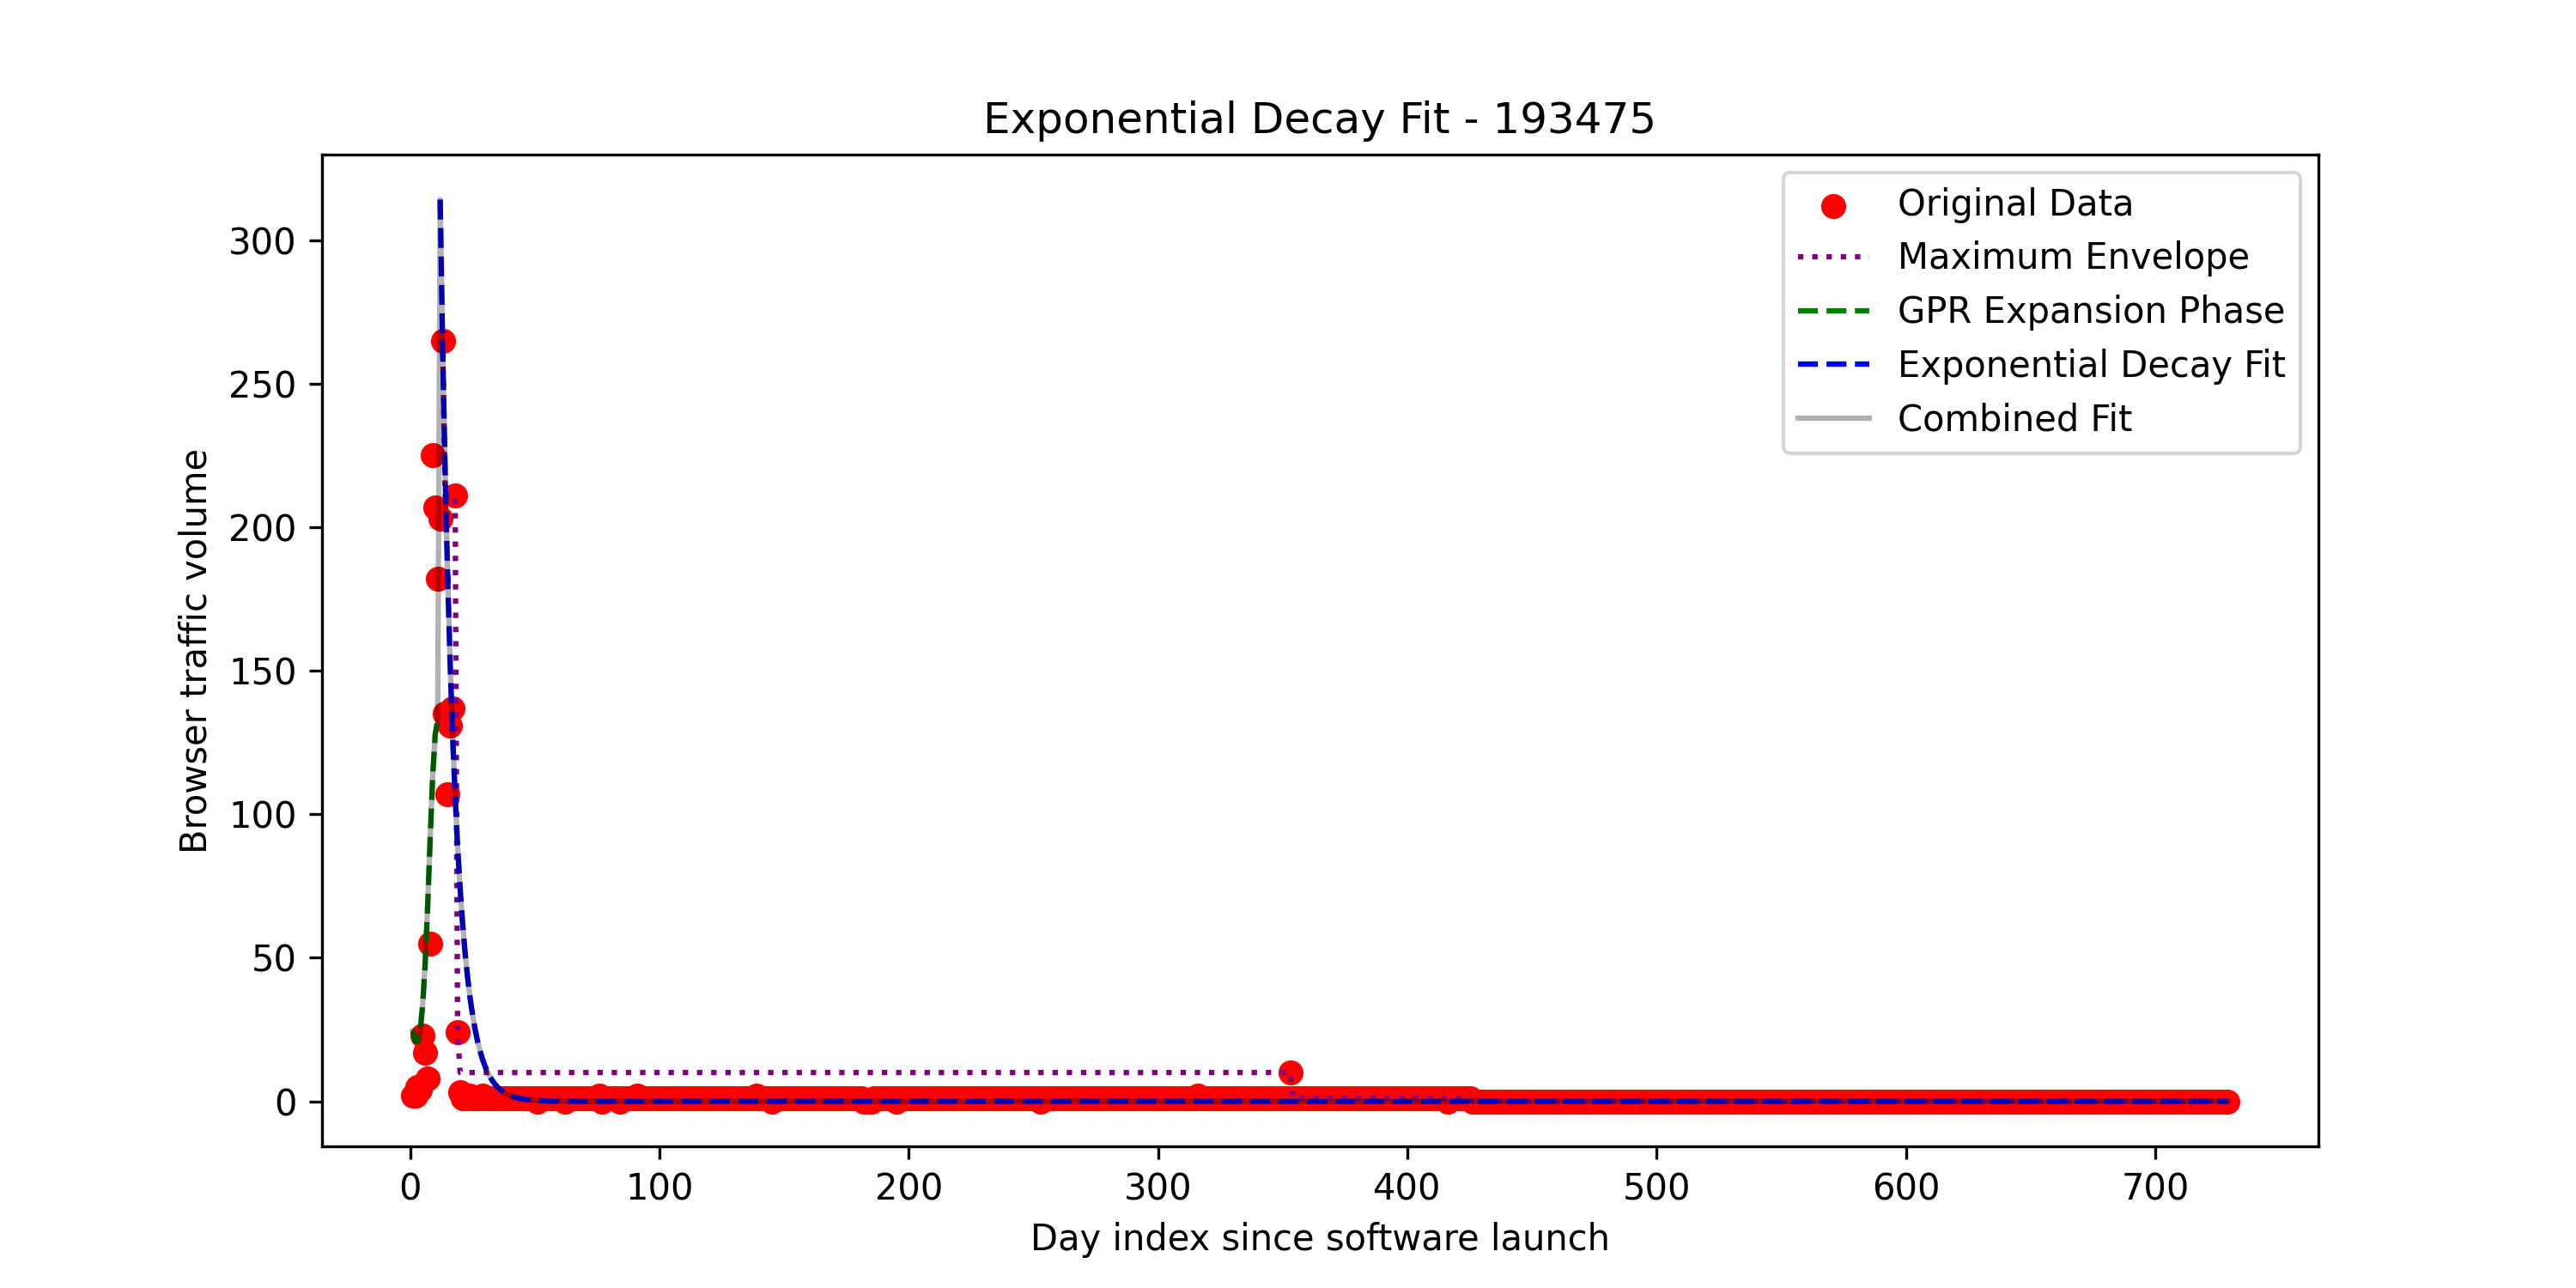 Exponential Decay Fit - 193475
Original Data
Maximum Envelope
GPR Expansion Phase
Exponential Decay Fit
Combined Fit
Browser traffic volume
300
250
200
150
100
50
0
0 100 200 300 400 500 600 700
Day index since software launch